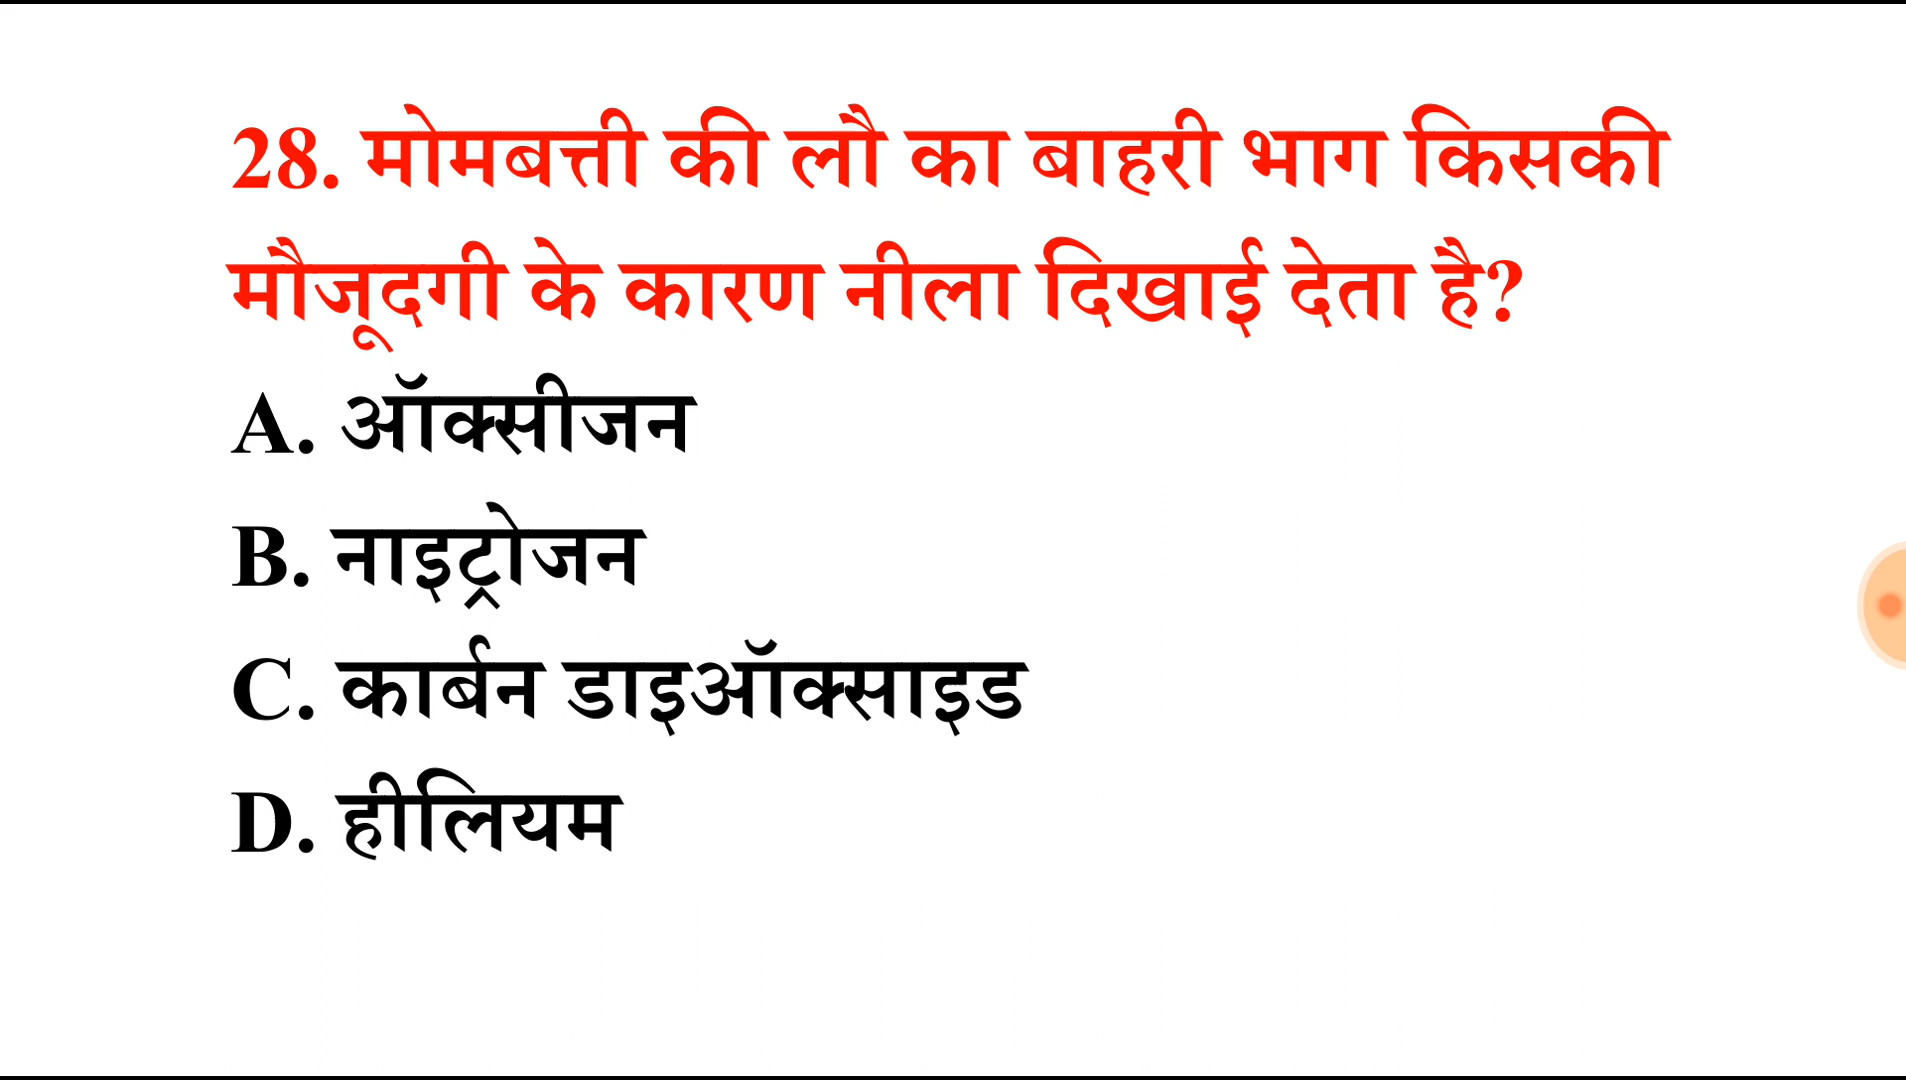 28. मोमबत्ती की लौ का बाहरी भाग किसकी
मौजूदगी के कारण नीला दिखाई देता है?
A. ऑक्सीजन
B. नाइट्रोजन
C. कार्बन डाइऑक्साइड
D. हीलियम